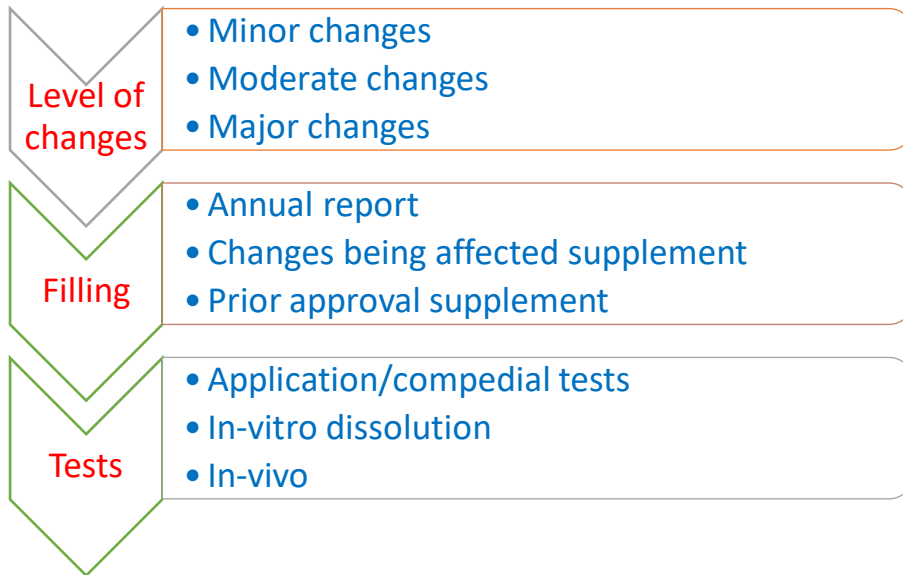 Level of
changes
• Minor changes
• Moderate changes
• Major changes
Filling
• Annual report
• Changes being affected supplement
• Prior approval supplement
Tests
• Application/compedial tests
• In-vitro dissolution
• In-vivo